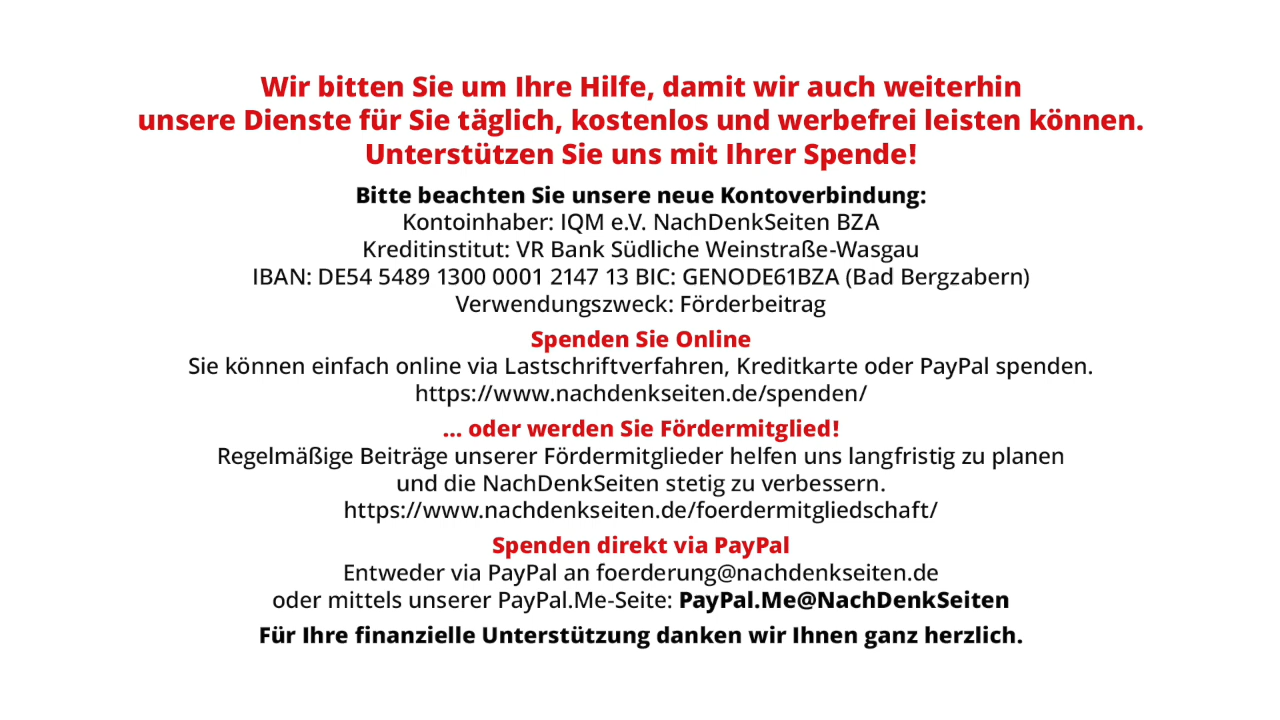 Wir bitten Sie um Ihre Hilfe, damit wir auch weiterhin
unsere Dienste für Sie täglich, kostenlos und werbefrei leisten können.
Unterstützen Sie uns mit Ihrer Spende!
Bitte beachten Sie unsere neue Kontoverbindung:
Kontoinhaber: IQM e.V. NachDenkSeiten BZA
Kreditinstitut: VR Bank Südliche Weinstraße-Wasgau
IBAN: DE54 5489 1300 0001 2147 13 BIC: GENODE61BZA (Bad Bergzabern)
Verwendungszweck: Förderbeitrag
Spenden Sie Online
Sie können einfach online via Lastschriftverfahren, Kreditkarte oder PayPal spenden.
https://www.nachdenkseiten.de/spenden/
... oder werden Sie Fördermitglied!
Regelmäßige Beiträge unserer Fördermitglieder helfen uns langfristig zu planen
und die NachDenkSeiten stetig zu verbessern.
https://www.nachdenkseiten.de/foerdermitgliedschaft/
Spenden direkt via PayPal
Entweder via PayPal an foerderung@nachdenkseiten.de
oder mittels unserer PayPal.Me-Seite: PayPal.Me@NachDenkSeiten
Für Ihre finanzielle Unterstützung danken wir Ihnen ganz herzlich.